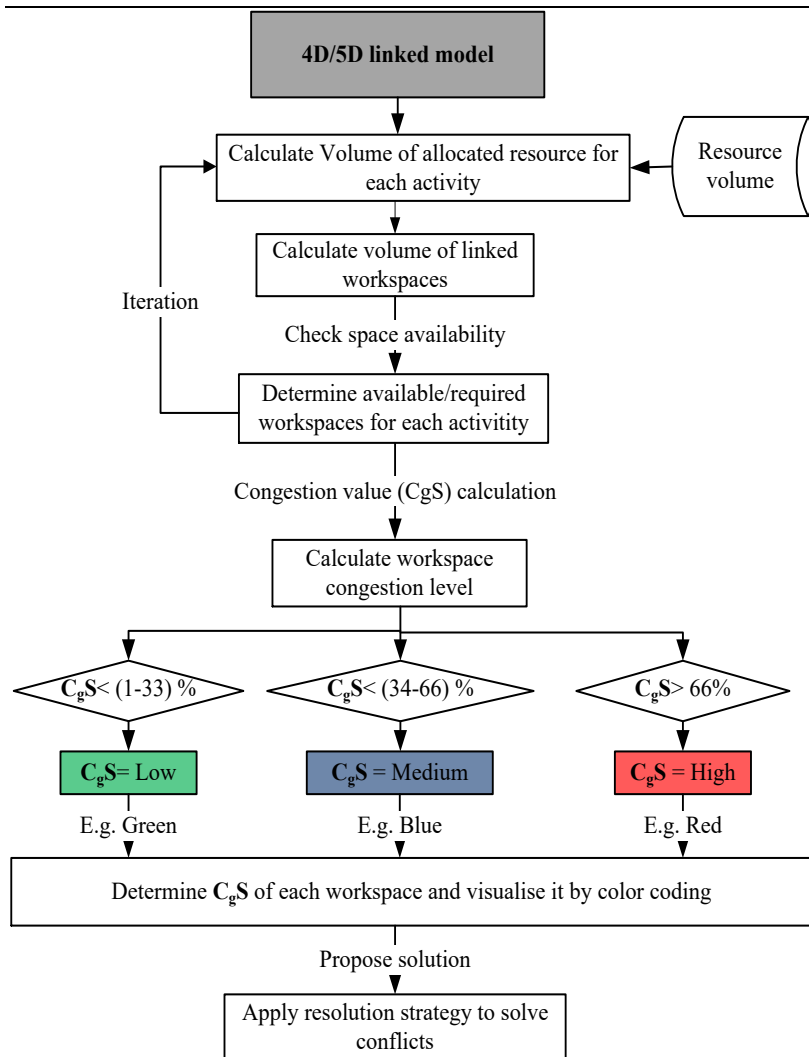 4D/5D linked model
Calculate Volume of allocated resource for
each activity
Resource
volume
Calculate volume of linked
workspaces
Iteration
Check space availability
Determine available/required
workspaces for each activitity
Congestion value (CgS) calculation
Calculate workspace
congestion level
CgS< (1-33) %
CgS< (34-66) %
CgS> 66%
CgS= Low
CgS = Medium
CgS = High
E.g. Green
E.g. Blue
E.g. Red
Determine CgS of each workspace and visualise it by color coding
Propose solution
Apply resolution strategy to solve
conflicts